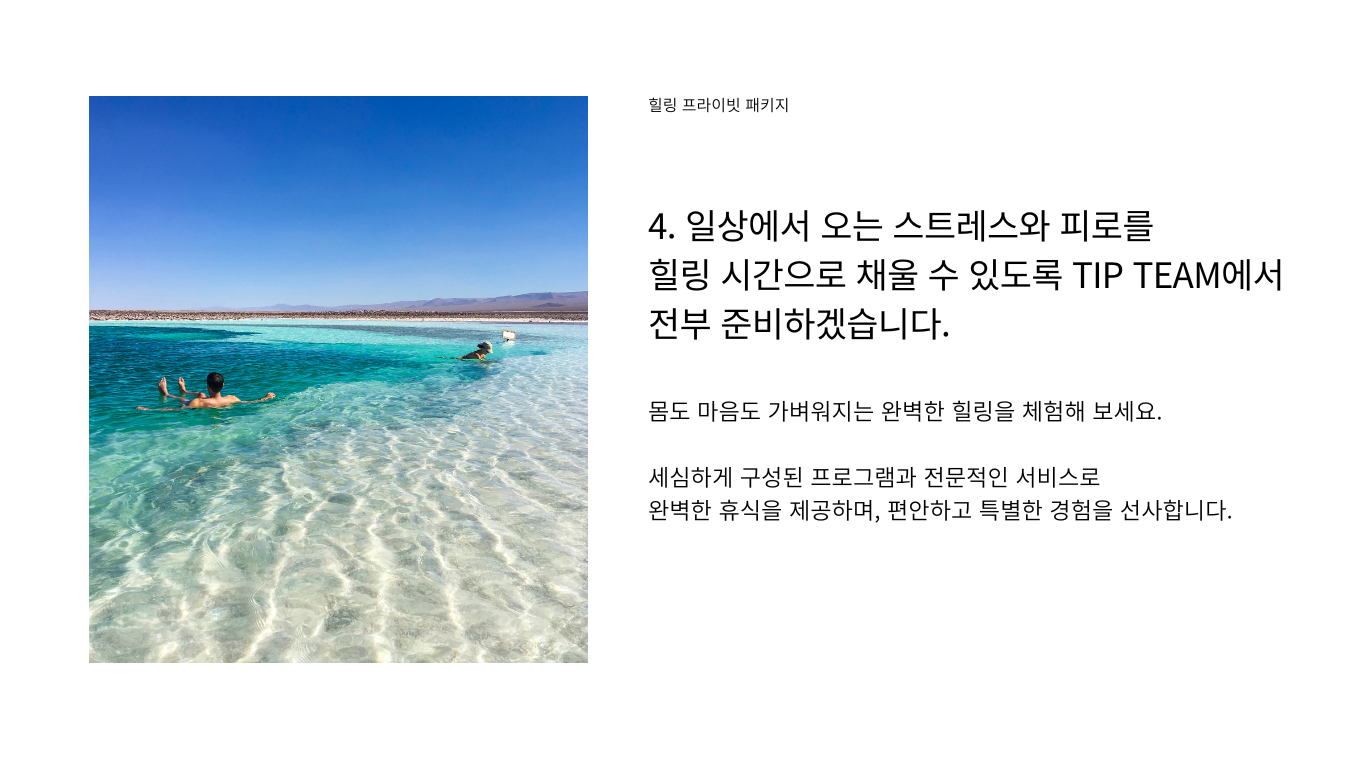 힐링 프라이빗 패키지
4. 일상에서 오는 스트레스와 피로를
힐링 시간으로 채울 수 있도록 TIP TEAM에서
전부 준비하겠습니다.
몸도 마음도 가벼워지는 완벽한 힐링을 체험해 보세요.
세심하게 구성된 프로그램과 전문적인 서비스로
완벽한 휴식을 제공하며, 편안하고 특별한 경험을 선사합니다.